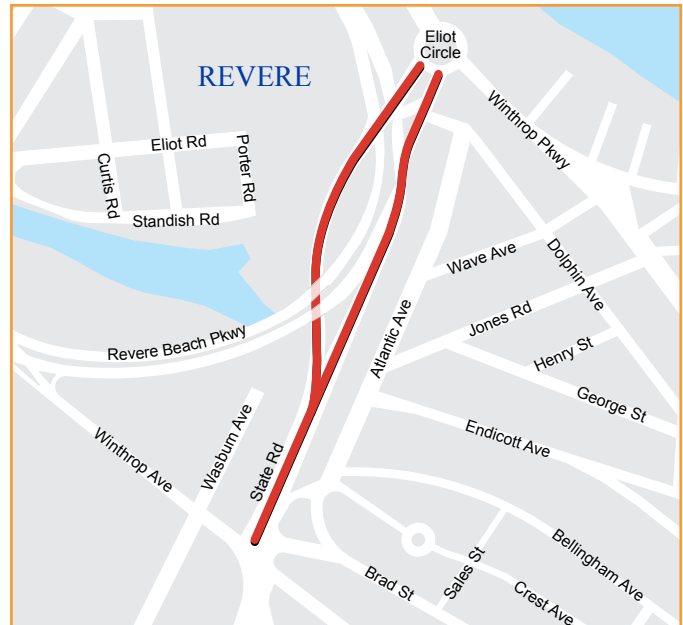 Eliot
Circle
REVERE
Winthrop Pkwy
Eliot Rd
Porter Rd
Curtis Rd
Standish Rd
Wave Ave
Dolphin Ave
Jones Rd
Revere Beach Pkwy
Atlantic Ave
Henry St
George St
Wasburn Ave
Winthrop Ave
State Rd
Endicott Ave
Bellingham Ave
Sales St
Brad St
Crest Ave